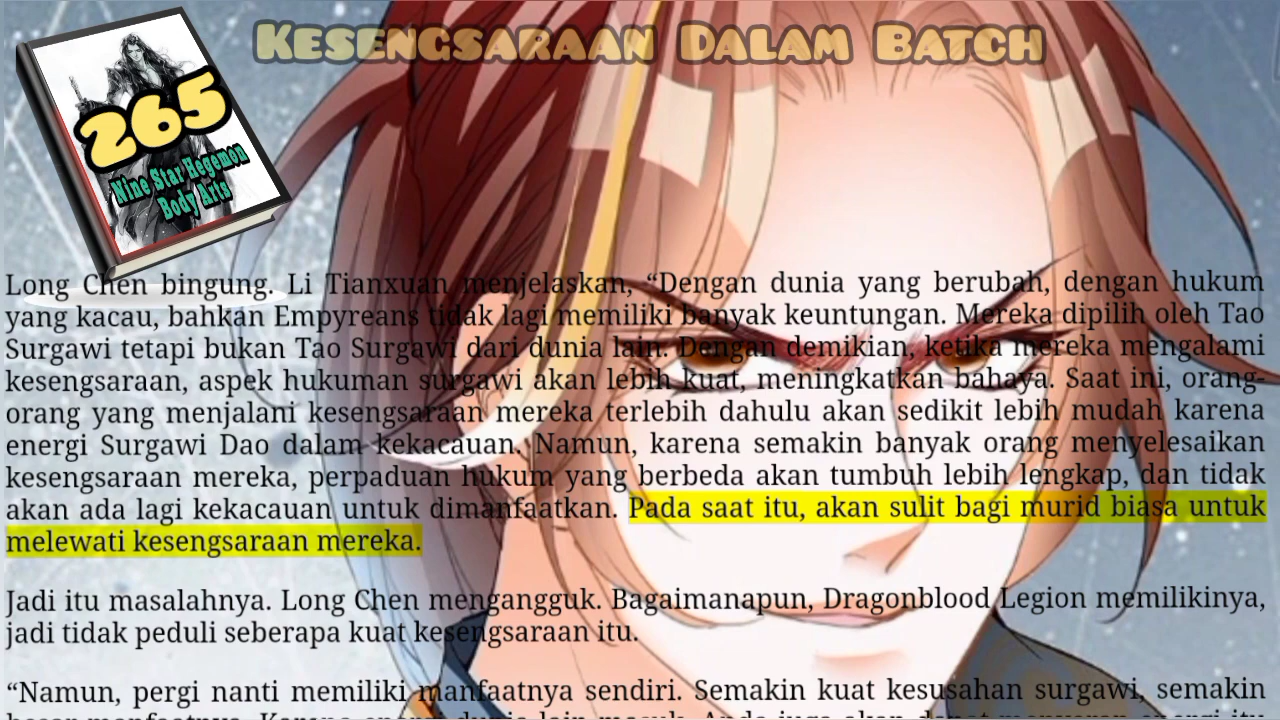 Kesengsaraan Dalam Batch
265
Nine Star Hegemon
Body Arts
Long Chen bingung. Li Tianxuan menjelaskan, “Dengan dunia yang berubah, dengan hukum
yang kacau, bahkan Empyreans tidak lagi memiliki banyak keuntungan. Mereka dipilih oleh Tao
Surgawi tetapi bukan Tao Surgawi dari dunia lain. Dengan demikian, ketika mereka mengalami
kesengsaraan, aspek hukuman surgawi akan lebih kuat, meningkatkan bahaya. Saat ini, orang-
orang yang menjalani kesengsaraan mereka terlebih dahulu akan sedikit lebih mudah karena
energi Surgawi Dao dalam kekacauan. Namun, karena semakin banyak orang menyelesaikan
kesengsaraan mereka, perpaduan hukum yang berbeda akan tumbuh lebih lengkap, dan tidak
akan ada lagi kekacauan untuk dimanfaatkan. Pada saat itu, akan sulit bagi murid biasa untuk
melewati kesengsaraan mereka.
Jadi itu masalahnya. Long Chen mengangguk. Bagaimanapun, Dragonblood Legion memilikinya,
jadi tidak peduli seberapa kuat kesengsaraan itu.
“Namun, pergi nanti memiliki manfaatnya sendiri. Semakin kuat kesusahan surgawi, semakin